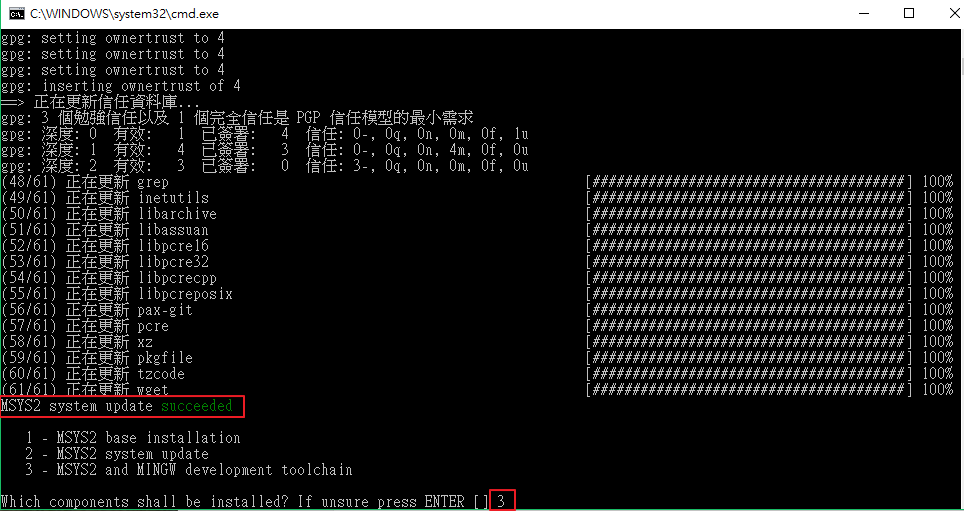 C:\WINDOWS\system32\cmd.exe
gpg: setting ownertrust to 4
gpg: setting ownertrust to 4
gpg: setting ownertrust to 4
gpg: inserting ownertrust of 4
==> 正在更新信任資料庫...
gpg: 3 個勉強信任以及 1 個完全信任是 PGP 信任模型的最小需求
gpg: 深度: 0 有效: 1 已簽署: 4 信任: 0-, 0q, 0n, 0m, 0f, 1u
gpg: 深度: 1 有效: 4 已簽署: 3 信任: 0-, 0q, 0n, 4m, 0f, 0u
gpg: 深度: 2 有效: 3 已簽署: 0 信任: 3-, 0q, 0n, 0m, 0f, 0u
(48/61) 正在更新 grep [#######################################] 100%
(49/61) 正在更新 inetutils [#######################################] 100%
(50/61) 正在更新 libarchive [#######################################] 100%
(51/61) 正在更新 libassuan [#######################################] 100%
(52/61) 正在更新 libpcre16 [#######################################] 100%
(53/61) 正在更新 libpcre32 [#######################################] 100%
(54/61) 正在更新 libpcrecpp [#######################################] 100%
(55/61) 正在更新 libpcreposix [#######################################] 100%
(56/61) 正在更新 pax-git [#######################################] 100%
(57/61) 正在更新 pcre [#######################################] 100%
(58/61) 正在更新 xz [#######################################] 100%
(59/61) 正在更新 pkgfile [#######################################] 100%
(60/61) 正在更新 tzcode [#######################################] 100%
(61/61) 正在更新 wget [#######################################] 100%
MSYS2 system update succeeded
1 - MSYS2 base installation
2 - MSYS2 system update
3 - MSYS2 and MINGW development toolchain
Which components shall be installed? If unsure press ENTER [] 3